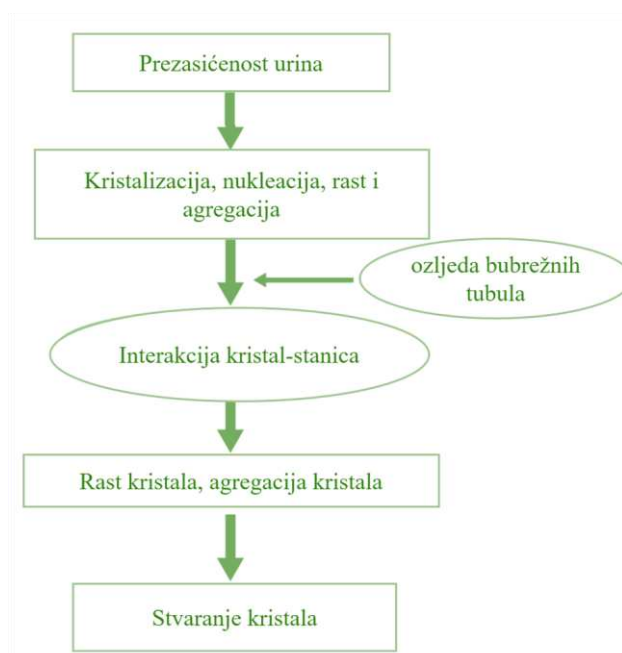 Prezasićenost urina
Kristalizacija, nukleacija, rast i
agregacija
ozljeda bubrežnih
tubula
Interakcija kristal-stanica
Rast kristala, agregacija kristala
Stvaranje kristala